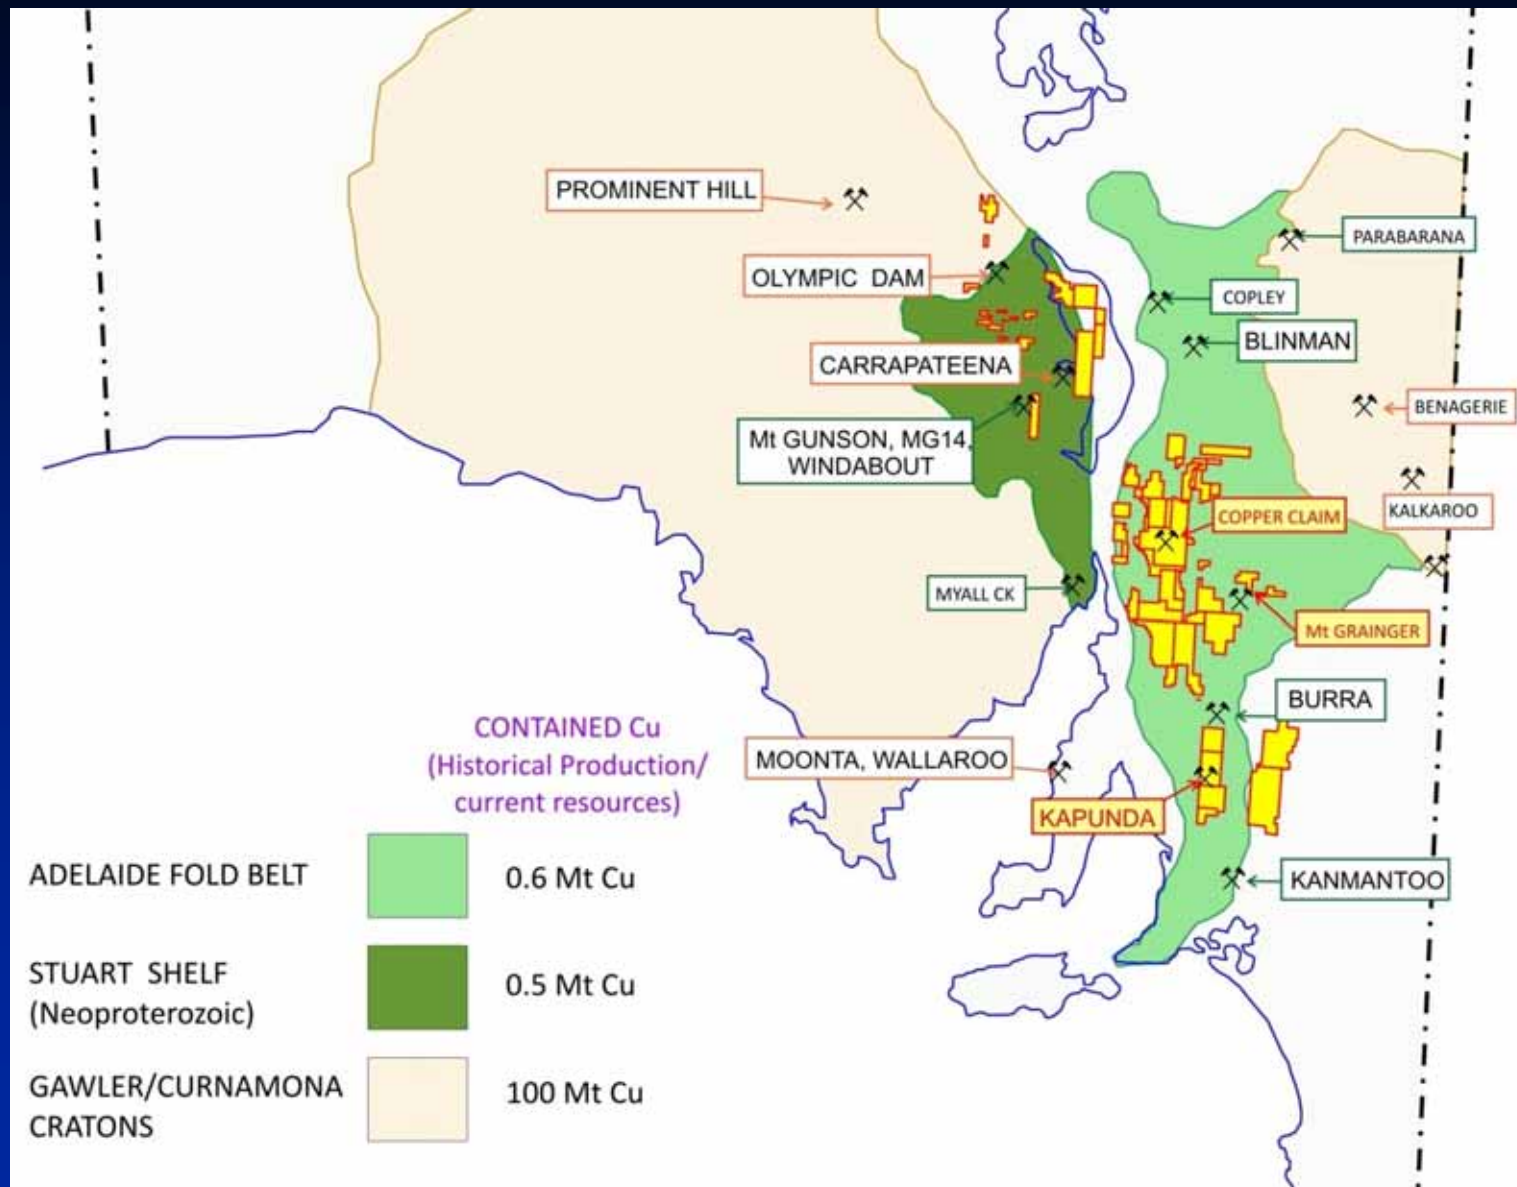 PROMINENT HILL
PARABARANA
OLYMPIC DAM
COPLEY
BLINMAN
CARRAPATEENA
BENAGERIE
Mt GUNSON, MG14,
WINDABOUT
KALKAROO
COPPER CLAIM
MYALL CK
Mt GRAINGER
BURRA
MOONTA, WALLAROO
KAPUNDA
KANMANTOO
CONTAINED Cu
(Historical Production/
current resources)
ADELAIDE FOLD BELT
0.6 Mt Cu
STUART SHELF
(Neoproterozoic)
0.5 Mt Cu
GAWLER/CURNAMONA
CRATONS
100 Mt Cu